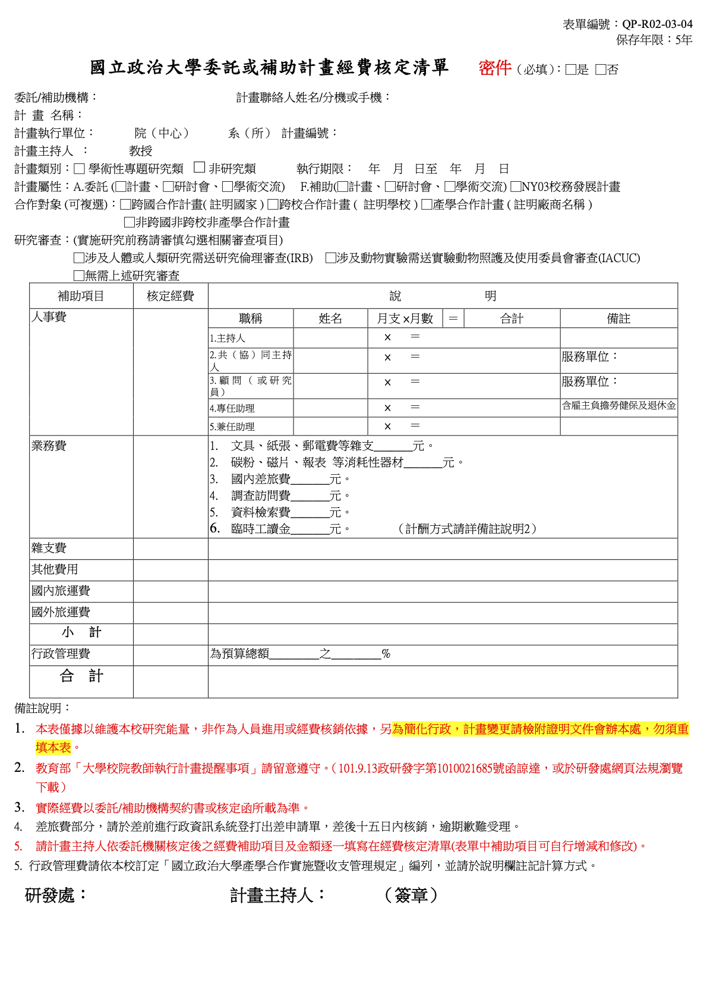 表單編號：QP-R02-03-04
保存年限：5年
國立政治大學委託或補助計畫經費核定清單 密件（必填）：□是 □否
委託/補助機構： 計畫聯絡人姓名/分機或手機：
計 畫 名稱：
計畫執行單位： 院（中心） 系（所） 計畫編號：
計畫主持人 ： 教授
計畫類別：□ 學術性專題研究類 □ 非研究類 執行期限： 年 月 日至 年 月 日
計畫屬性：A.委託 (□計畫、□研討會、□學術交流) F.補助(□計畫、□研討會、□學術交流) □NY03校務發展計畫
合作對象 (可複選)：□跨國合作計畫( 註明國家 ) □跨校合作計畫 ( 註明學校 ) □產學合作計畫 ( 註明廠商名稱 )
□非跨國非跨校非產學合作計畫
研究審查：(實施研究前務請審慎勾選相關審查項目)
□涉及人體或人類研究需送研究倫理審查(IRB) □涉及動物實驗需送實驗動物照護及使用委員會審查(IACUC)
□無需上述研究審查
補助項目 核定經費 說 明
人事費 職稱 姓名 月支 ×月數 ＝ 合計 備註
1.主持人 × ＝
2.共（協）同主持人 × ＝ 服務單位：
3.顧問（或研究員） × ＝ 服務單位：
4.專任助理 × ＝ 含雇主負擔勞健保及退休金
5.兼任助理 × ＝
業務費 1. 文具、紙張、郵電費等雜支_______元。
2. 碳粉、磁片、報表 等消耗性器材_______元。
3. 國內差旅費_______元。
4. 調查訪問費_______元。
5. 資料檢索費_______元。
6. 臨時工讀金_______元。 （計酬方式請詳備註說明2）
雜支費
其他費用
國內旅運費
國外旅運費
小 計
行政管理費 為預算總額_________之_________%
合 計
備註說明：
1. 本表僅據以維護本校研究能量，非作為人員進用或經費核銷依據，另為簡化行政，計畫變更請檢附證明文件會辦本處，勿須重
填本表。
2. 教育部「大學校院教師執行計畫提醒事項」請留意遵守。（101.9.13政研發字第1010021685號函諒達，或於研發處網頁法規瀏覽
下載）
3. 實際經費以委託/補助機構契約書或核定函所載為準。
4. 差旅費部分，請於差前進行政資訊系統登打出差申請單，差後十五日內核銷，逾期歉難受理。
5. 請計畫主持人依委託機關核定後之經費補助項目及金額逐一填寫在經費核定清單(表單中補助項目可自行增減和修改)。
5. 行政管理費請依本校訂定「國立政治大學產學合作實施暨收支管理規定」編列，並請於說明欄註記計算方式。
研發處： 計畫主持人： （簽章）